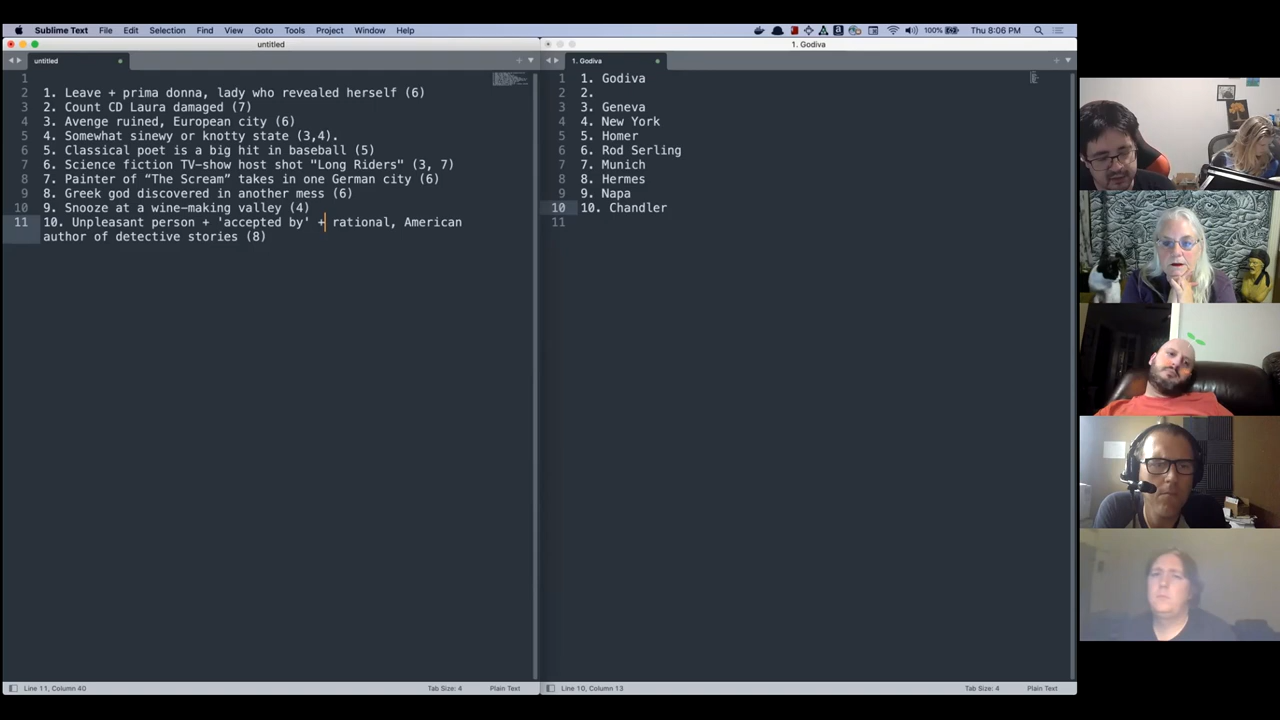 Sublime Text File Edit Selection Find View Goto Tools Project Window Help 100% Thu 8:06 PM
untitled
untitled
1
2 1. Leave + prima donna, lady who revealed herself (6)
3 2. Count CD Laura damaged (7)
4 3. Avenge ruined, European city (6)
5 4. Somewhat sinewy or knotty state (3,4).
6 5. Classical poet is a big hit in baseball (5)
7 6. Science fiction TV-show host shot "Long Riders" (3, 7)
8 7. Painter of “The Scream” takes in one German city (6)
9 8. Greek god discovered in another mess (6)
10 9. Snooze at a wine-making valley (4)
11 10. Unpleasant person + 'accepted by' + rational, American
author of detective stories (8)
Line 11, Column 40 Tab Size: 4 Plain Text
1. Godiva
1. Godiva
1 1. Godiva
2 2.
3 3. Geneva
4 4. New York
5 5. Homer
6 6. Rod Serling
7 7. Munich
8 8. Hermes
9 9. Napa
10 10. Chandler
11
Line 10, Column 13 Tab Size: 4 Plain Text